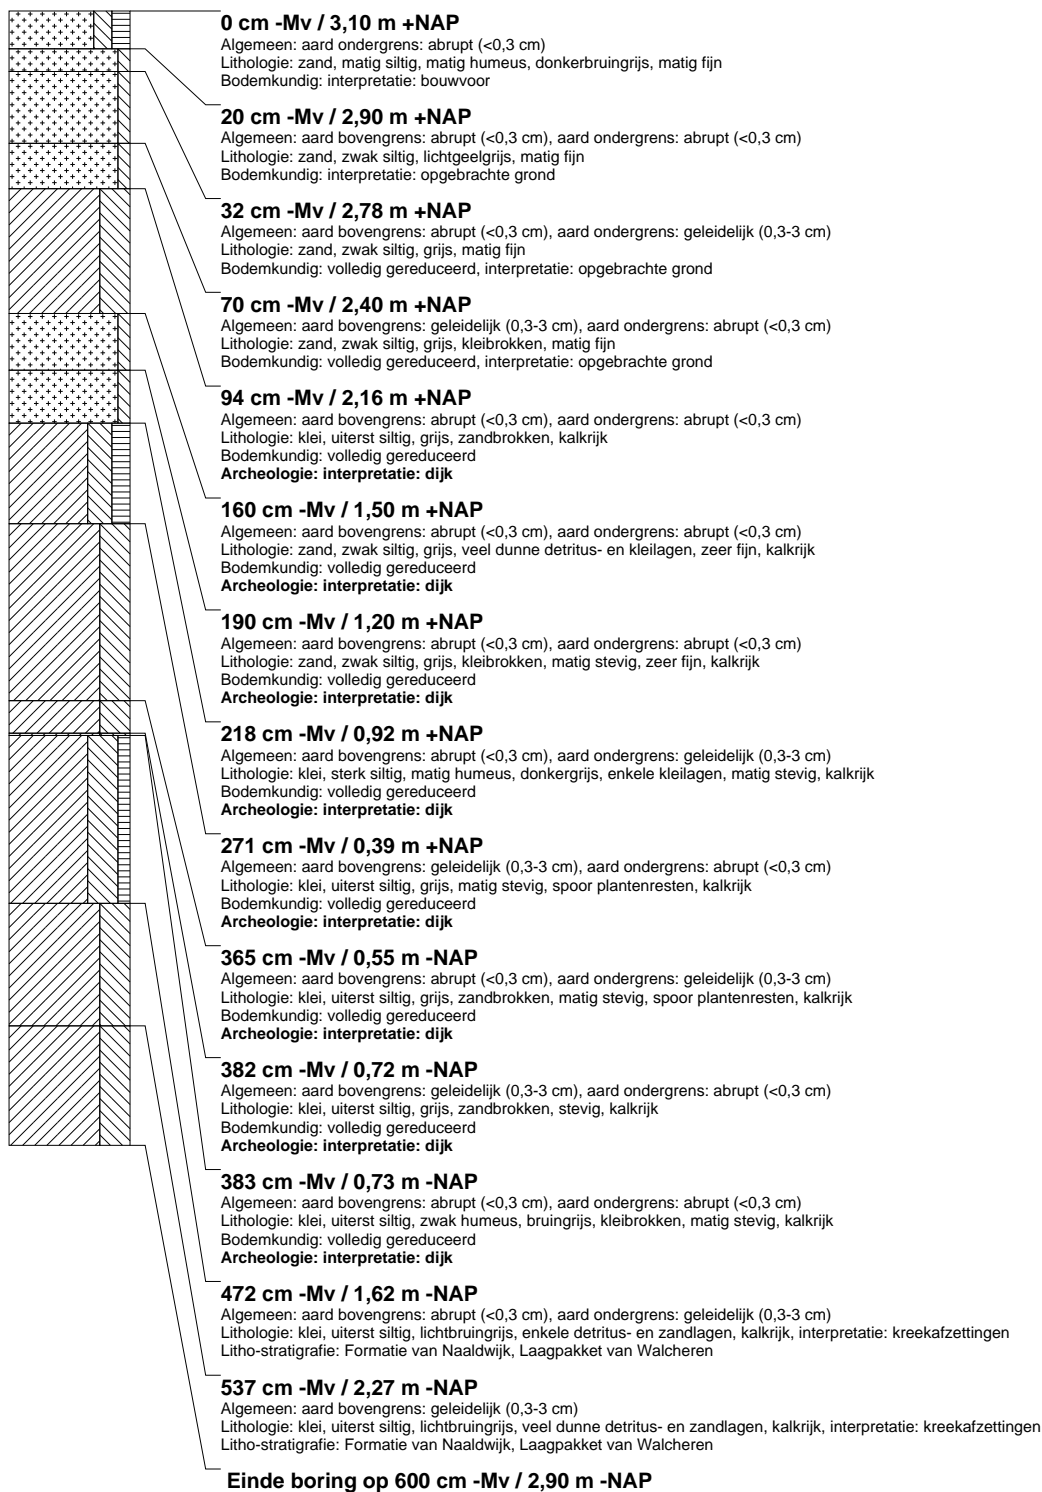 0 cm -Mv / 3,10 m +NAP
Algemeen: aard ondergrens: abrupt (<0,3 cm)
Lithologie: zand, matig siltig, matig humeus, donkerbruingrijs, matig fijn
Bodemkundig: interpretatie: bouwvoor
20 cm -Mv / 2,90 m +NAP
Algemeen: aard bovengrens: abrupt (<0,3 cm), aard ondergrens: abrupt (<0,3 cm)
Lithologie: zand, zwak siltig, lichtgeelgrijs, matig fijn
Bodemkundig: interpretatie: opgebrachte grond
32 cm -Mv / 2,78 m +NAP
Algemeen: aard bovengrens: abrupt (<0,3 cm), aard ondergrens: geleidelijk (0,3-3 cm)
Lithologie: zand, zwak siltig, grijs, matig fijn
Bodemkundig: volledig gereduceerd, interpretatie: opgebrachte grond
70 cm -Mv / 2,40 m +NAP
Algemeen: aard bovengrens: geleidelijk (0,3-3 cm), aard ondergrens: abrupt (<0,3 cm)
Lithologie: zand, zwak siltig, grijs, kleibrokken, matig fijn
Bodemkundig: volledig gereduceerd, interpretatie: opgebrachte grond
94 cm -Mv / 2,16 m +NAP
Algemeen: aard bovengrens: abrupt (<0,3 cm), aard ondergrens: abrupt (<0,3 cm)
Lithologie: klei, uiterst siltig, grijs, zandbrokken, kalkrijk
Bodemkundig: volledig gereduceerd
Archeologie: interpretatie: dijk
160 cm -Mv / 1,50 m +NAP
Algemeen: aard bovengrens: abrupt (<0,3 cm), aard ondergrens: abrupt (<0,3 cm)
Lithologie: zand, zwak siltig, grijs, veel dunne detritus- en kleilagen, zeer fijn, kalkrijk
Bodemkundig: volledig gereduceerd
Archeologie: interpretatie: dijk
190 cm -Mv / 1,20 m +NAP
Algemeen: aard bovengrens: abrupt (<0,3 cm), aard ondergrens: abrupt (<0,3 cm)
Lithologie: zand, zwak siltig, grijs, kleibrokken, matig stevig, zeer fijn, kalkrijk
Bodemkundig: volledig gereduceerd
Archeologie: interpretatie: dijk
218 cm -Mv / 0,92 m +NAP
Algemeen: aard bovengrens: abrupt (<0,3 cm), aard ondergrens: geleidelijk (0,3-3 cm)
Lithologie: klei, sterk siltig, matig humeus, donkergrijs, enkele kleilagen, matig stevig, kalkrijk
Bodemkundig: volledig gereduceerd
Archeologie: interpretatie: dijk
271 cm -Mv / 0,39 m +NAP
Algemeen: aard bovengrens: geleidelijk (0,3-3 cm), aard ondergrens: abrupt (<0,3 cm)
Lithologie: klei, uiterst siltig, grijs, matig stevig, spoor plantenresten, kalkrijk
Bodemkundig: volledig gereduceerd
Archeologie: interpretatie: dijk
365 cm -Mv / 0,55 m -NAP
Algemeen: aard bovengrens: abrupt (<0,3 cm), aard ondergrens: geleidelijk (0,3-3 cm)
Lithologie: klei, uiterst siltig, grijs, zandbrokken, matig stevig, spoor plantenresten, kalkrijk
Bodemkundig: volledig gereduceerd
Archeologie: interpretatie: dijk
382 cm -Mv / 0,72 m -NAP
Algemeen: aard bovengrens: geleidelijk (0,3-3 cm), aard ondergrens: abrupt (<0,3 cm)
Lithologie: klei, uiterst siltig, grijs, zandbrokken, stevig, kalkrijk
Bodemkundig: volledig gereduceerd
Archeologie: interpretatie: dijk
383 cm -Mv / 0,73 m -NAP
Algemeen: aard bovengrens: abrupt (<0,3 cm), aard ondergrens: abrupt (<0,3 cm)
Lithologie: klei, uiterst siltig, zwak humeus, bruingrijs, kleibrokken, matig stevig, kalkrijk
Bodemkundig: volledig gereduceerd
Archeologie: interpretatie: dijk
472 cm -Mv / 1,62 m -NAP
Algemeen: aard bovengrens: abrupt (<0,3 cm), aard ondergrens: geleidelijk (0,3-3 cm)
Lithologie: klei, uiterst siltig, lichtbruingrijs, enkele detritus- en zandlagen, kalkrijk, interpretatie: kreekafzettingen
Litho-stratigrafie: Formatie van Naaldwijk, Laagpakket van Walcheren
537 cm -Mv / 2,27 m -NAP
Algemeen: aard bovengrens: geleidelijk (0,3-3 cm)
Lithologie: klei, uiterst siltig, lichtbruingrijs, veel dunne detritus- en zandlagen, kalkrijk, interpretatie: kreekafzettingen
Litho-stratigrafie: Formatie van Naaldwijk, Laagpakket van Walcheren
Einde boring op 600 cm -Mv / 2,90 m -NAP